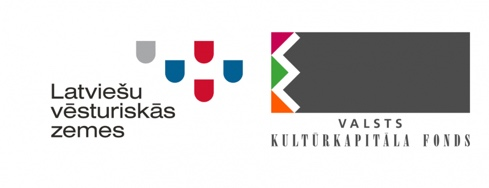 Latviešu
vēsturiskās
zemes
VALSTS
KULTŪRKAPITĀLA FONDS